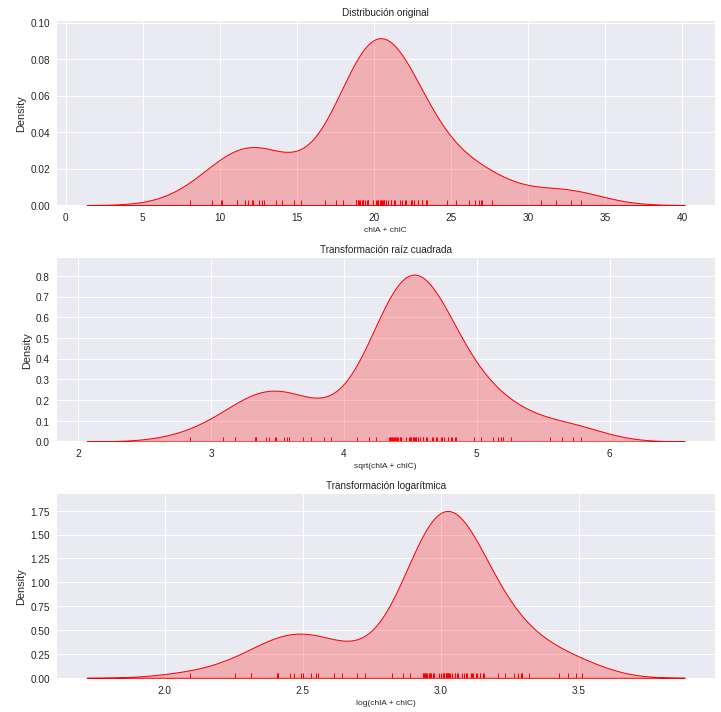 Distribución original
0.10
0.08
0.06
0.04
0.02
0.00
Density
0 5 10 15 20 25 30 35 40
chlA + chlC
Transformación raíz cuadrada
0.8
0.7
0.6
0.5
0.4
0.3
0.2
0.1
0.0
Density
2 3 4 5 6
sqrt(chlA + chlC)
Transformación logarítmica
1.75
1.50
1.25
1.00
0.75
0.50
0.25
0.00
Density
2.0 2.5 3.0 3.5
log(chlA + chlC)